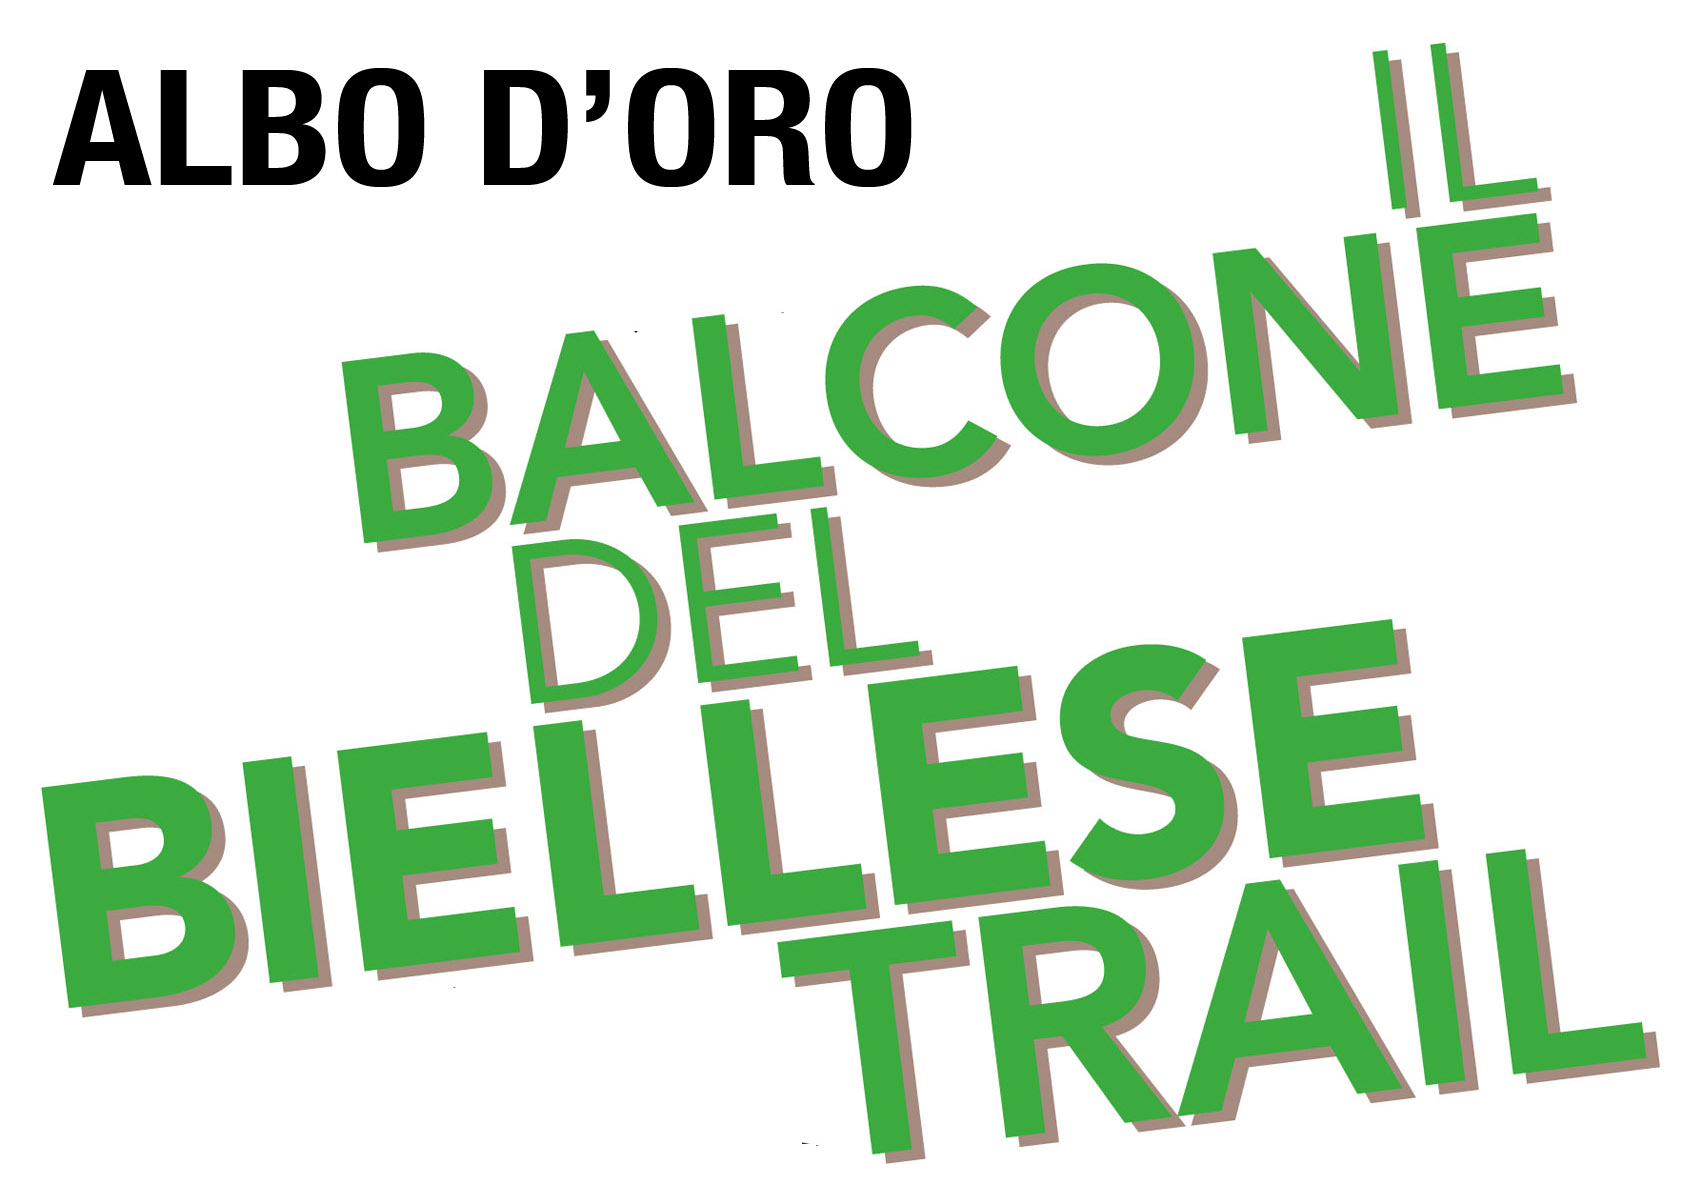 ALBO D’ORO
IL
BALCONE
DEL
BIELLESE
TRAIL